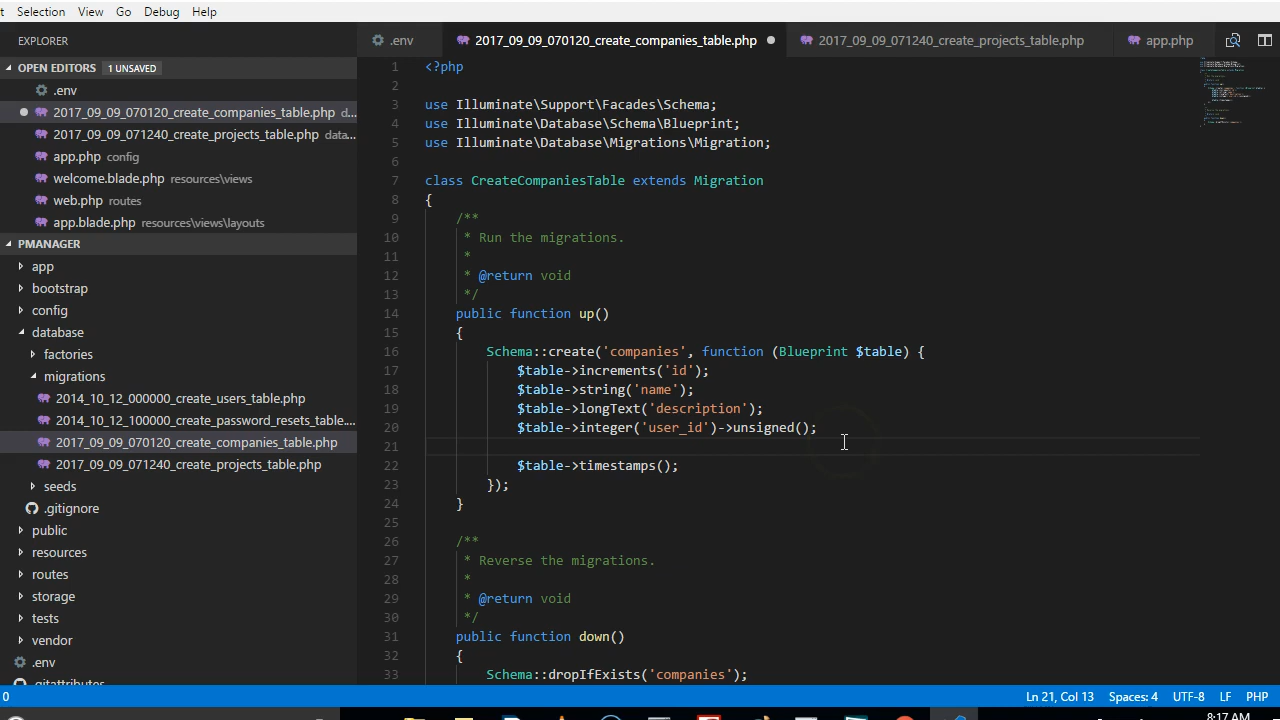 t Selection View Go Debug Help
EXPLORER
OPEN EDITORS 1 UNSAVED
.env
2017_09_09_070120_create_companies_table.php d...
2017_09_09_071240_create_projects_table.php data...
app.php config
welcome.blade.php resources\views
web.php routes
app.blade.php resources\views\layouts
PMANAGER
app
bootstrap
config
database
factories
migrations
2014_10_12_000000_create_users_table.php
2014_10_12_100000_create_password_resets_table....
2017_09_09_070120_create_companies_table.php
2017_09_09_071240_create_projects_table.php
seeds
.gitignore
public
resources
routes
storage
tests
vendor
.env
.gitattributes
.env 2017_09_09_070120_create_companies_table.php 2017_09_09_071240_create_projects_table.php app.php
1 <?php
2
3 use Illuminate\Support\Facades\Schema;
4 use Illuminate\Database\Schema\Blueprint;
5 use Illuminate\Database\Migrations\Migration;
6
7 class CreateCompaniesTable extends Migration
8 {
9 /**
10 * Run the migrations.
11 *
12 * @return void
13 */
14 public function up()
15 {
16 Schema::create('companies', function (Blueprint $table) {
17 $table->increments('id');
18 $table->string('name');
19 $table->longText('description');
20 $table->integer('user_id')->unsigned();
21
22 $table->timestamps();
23 });
24 }
25
26 /**
27 * Reverse the migrations.
28 *
29 * @return void
30 */
31 public function down()
32 {
33 Schema::dropIfExists('companies');
0 Ln 21, Col 13 Spaces: 4 UTF-8 LF PHP
8:17 AM